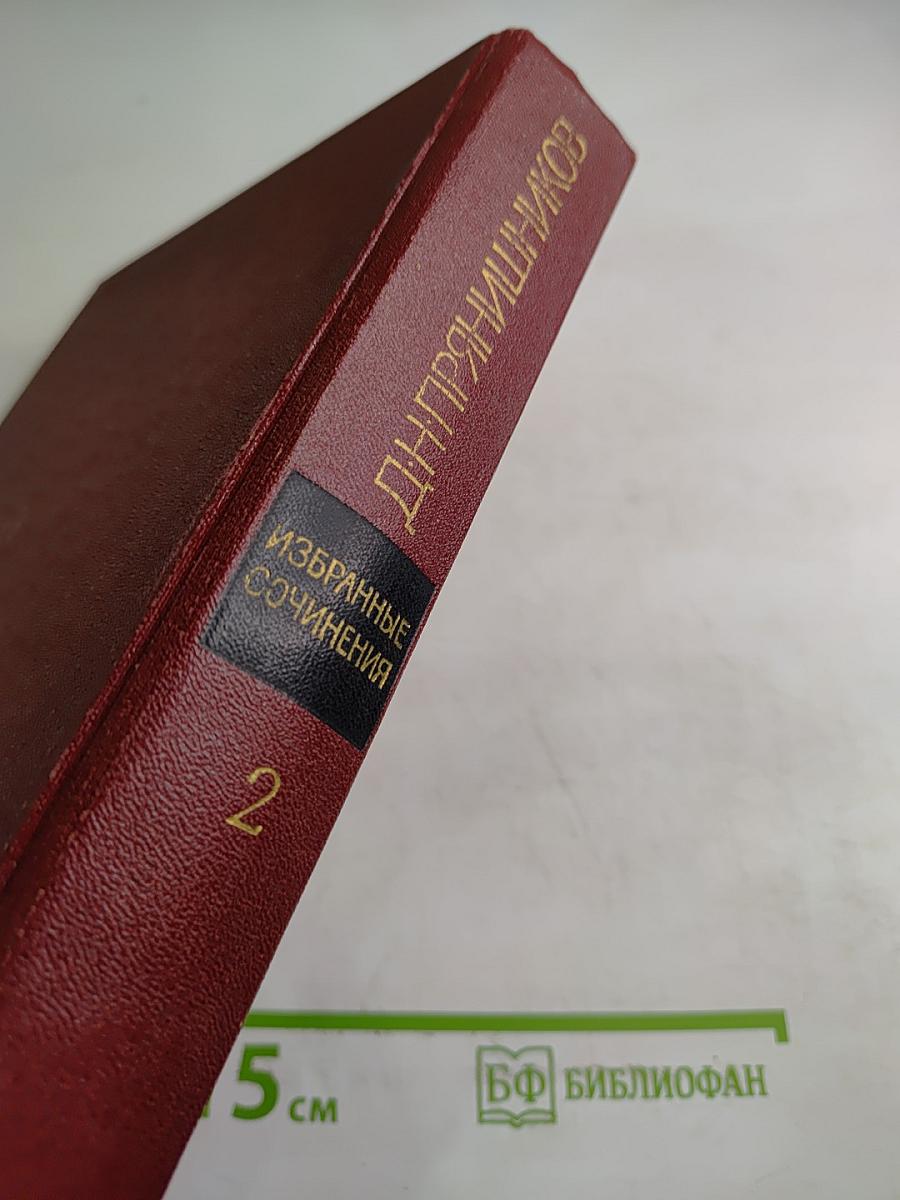 Д·Н·ПРЯНИШНИКОВ
ИЗБРАННЫЕ
СОЧИНЕНИЯ
2
5 см
БФ БИБЛИОФАН